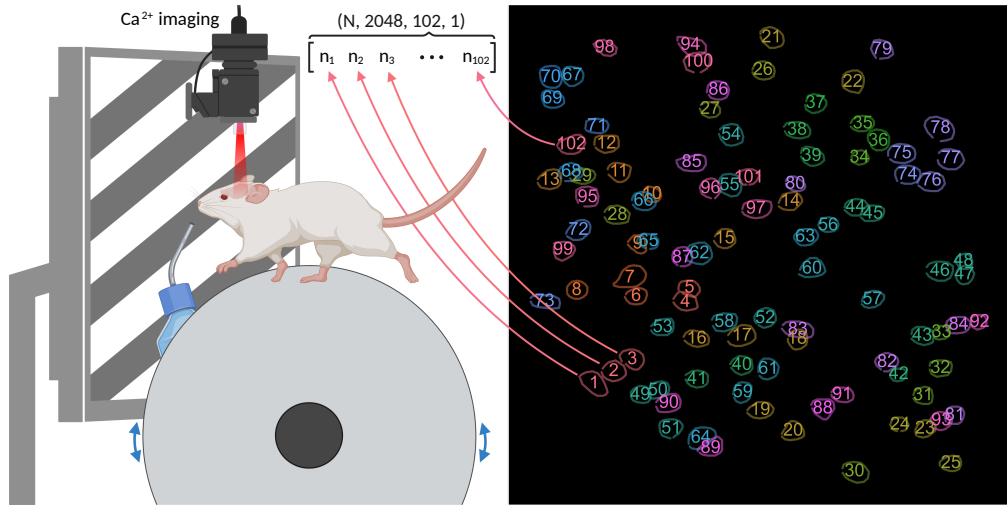 Ca²⁺ imaging
(N, 2048, 102, 1)
[ n₁ n₂ n₃ ••• n₁₀₂ ]
98 94 21 79
100
70 67 26 22
69 86 27 37
71 54 38 35 78
102 12 36
39 34 75 77
85
68 29 11 101 74 76
13 96 55 80
95 66 10 14
28 97 44 45
72 56
9 65 15 63
99 87 62
60 48
7 46 47
8 5
73 6 4 57
53 58 52 84 92
16 17 83 18 43 33
3
2 40 61 82 32
1 41 42
49 50 59 91 31
90 19 88
51 24 93 81
64 20 23
89
30 25